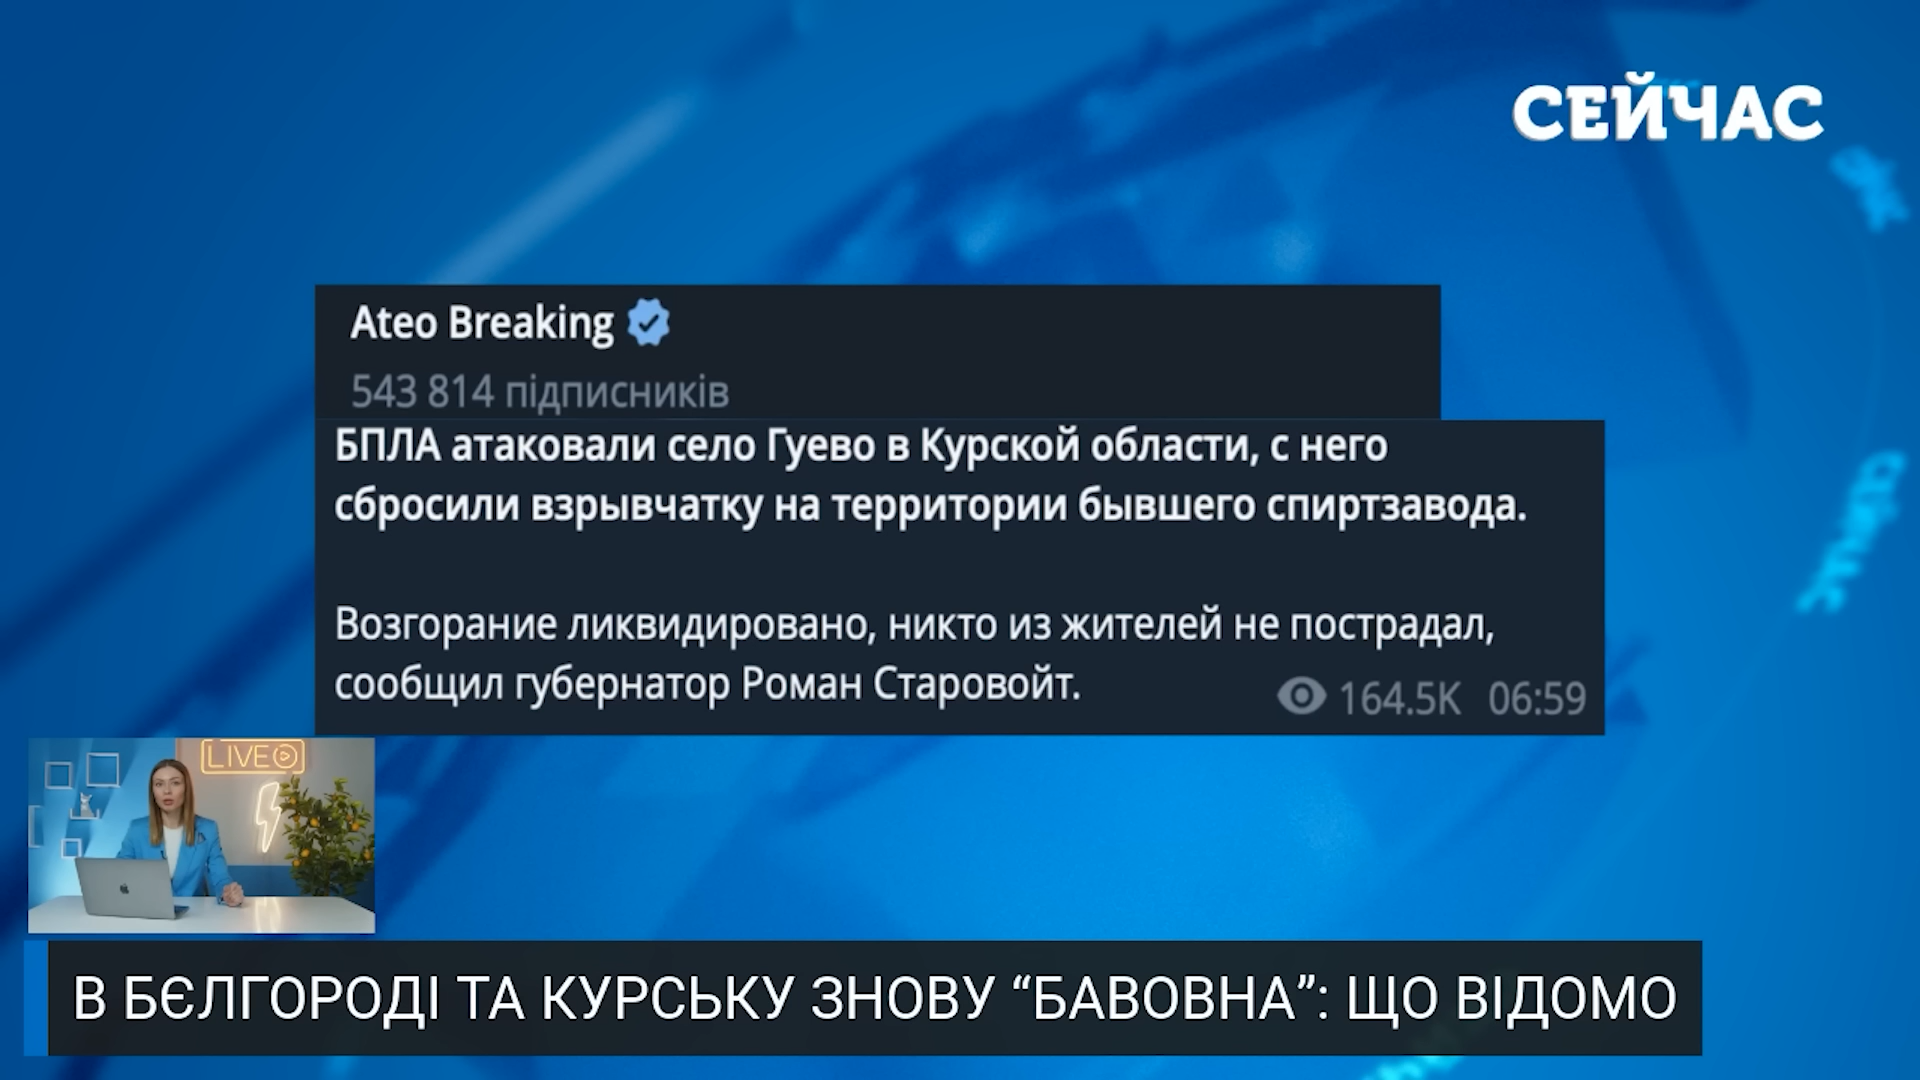 СЕЙЧАС
Ateo Breaking
543 814 підписників
БПЛА атаковали село Гуево в Курской области, с него
сбросили взрывчатку на территории бывшего спиртзавода.
Возгорание ликвидировано, никто из жителей не пострадал,
сообщил губернатор Роман Старовойт.
164.5K 06:59
LIVE
В БЄЛГОРОДІ ТА КУРСЬКУ ЗНОВУ “БАВОВНА”: ЩО ВІДОМО